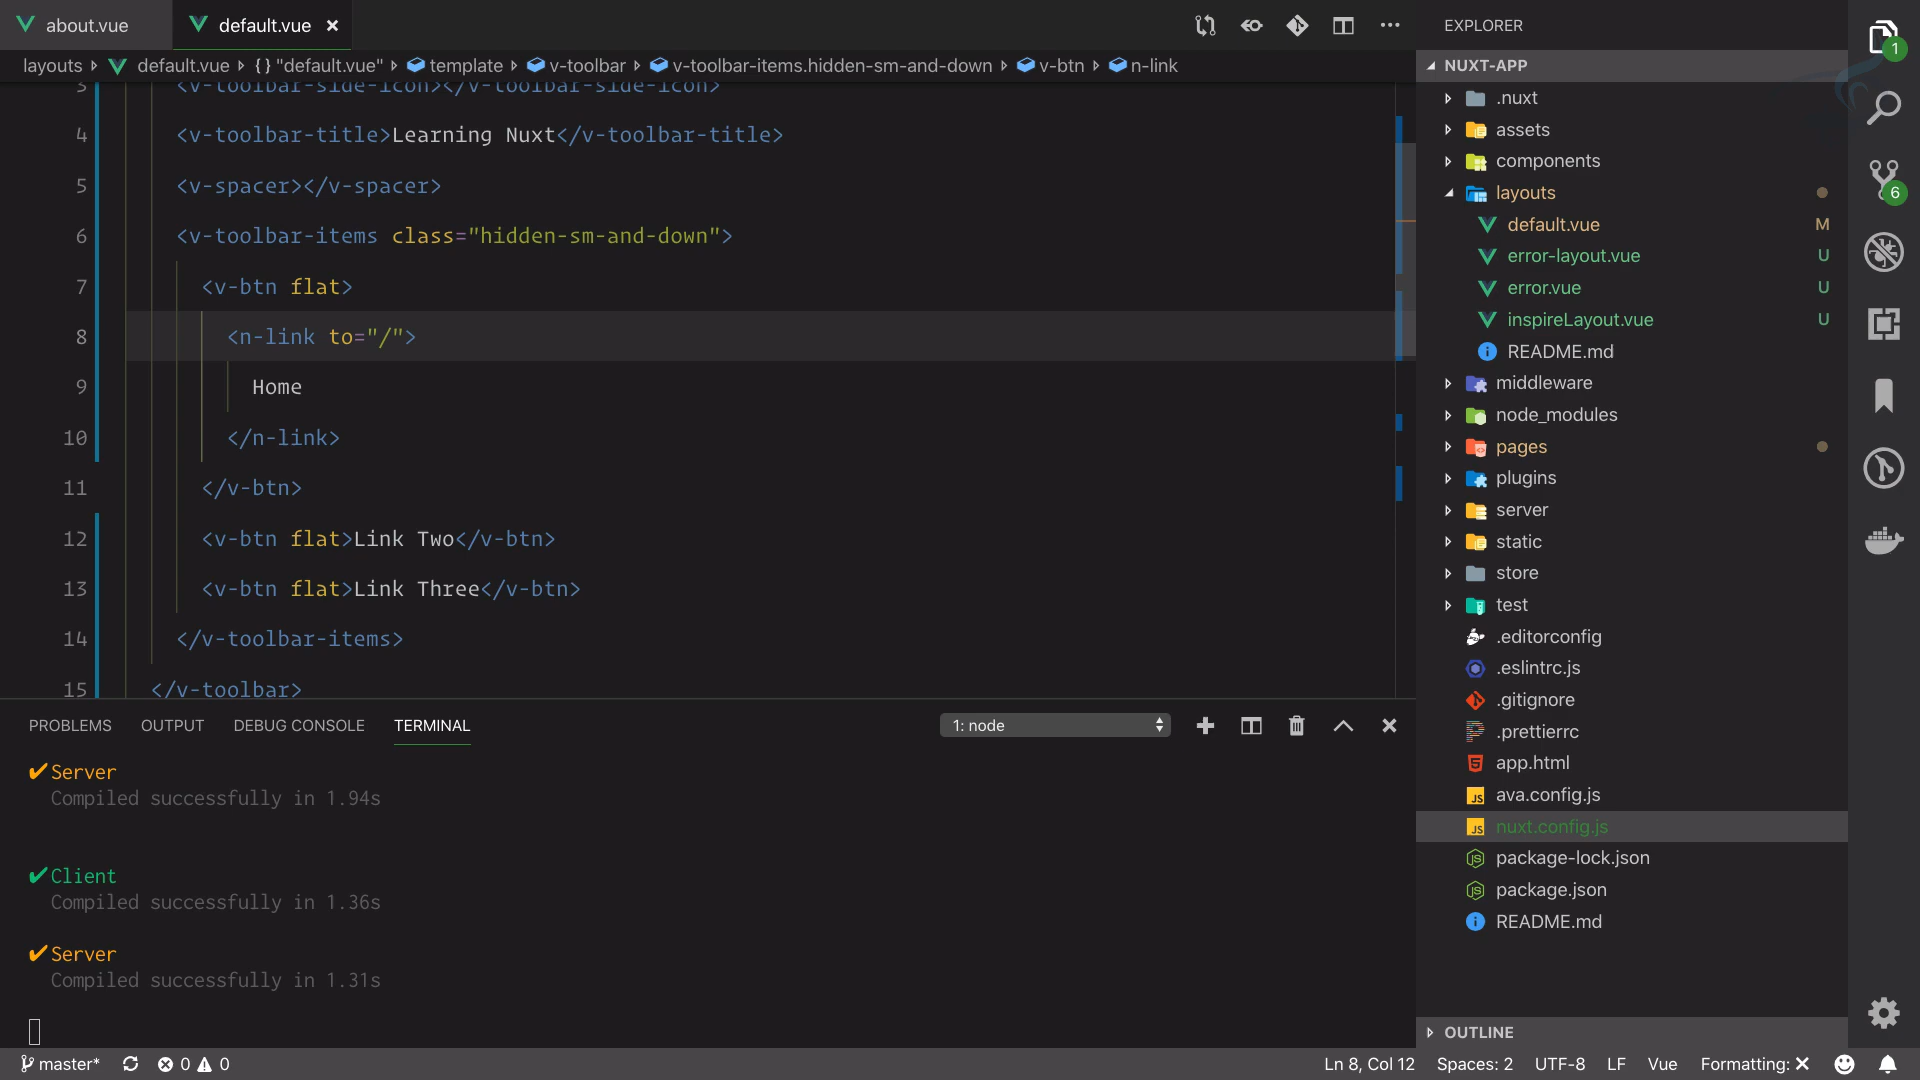 about.vue
default.vue
EXPLORER
layouts default.vue {} "default.vue" template v-toolbar v-toolbar-items.hidden-sm-and-down v-btn n-link
NUXT-APP
3 <v-toolbar-side-icon></v-toolbar-side-icon>
4 <v-toolbar-title>Learning Nuxt</v-toolbar-title>
5 <v-spacer></v-spacer>
6 <v-toolbar-items class="hidden-sm-and-down">
7 <v-btn flat>
8 <n-link to="/">
9 Home
10 </n-link>
11 </v-btn>
12 <v-btn flat>Link Two</v-btn>
13 <v-btn flat>Link Three</v-btn>
14 </v-toolbar-items>
15 </v-toolbar>
PROBLEMS OUTPUT DEBUG CONSOLE TERMINAL
1: node
✔Server
Compiled successfully in 1.94s
✔Client
Compiled successfully in 1.36s
✔Server
Compiled successfully in 1.31s
.nuxt
assets
components
layouts
default.vue M
error-layout.vue U
error.vue U
inspireLayout.vue U
README.md
middleware
node_modules
pages
plugins
server
static
store
test
.editorconfig
.eslintrc.js
.gitignore
.prettierrc
app.html
JS ava.config.js
JS nuxt.config.js
package-lock.json
package.json
README.md
OUTLINE
1
6
master* 0 0
Ln 8, Col 12 Spaces: 2 UTF-8 LF Vue Formatting: ✕